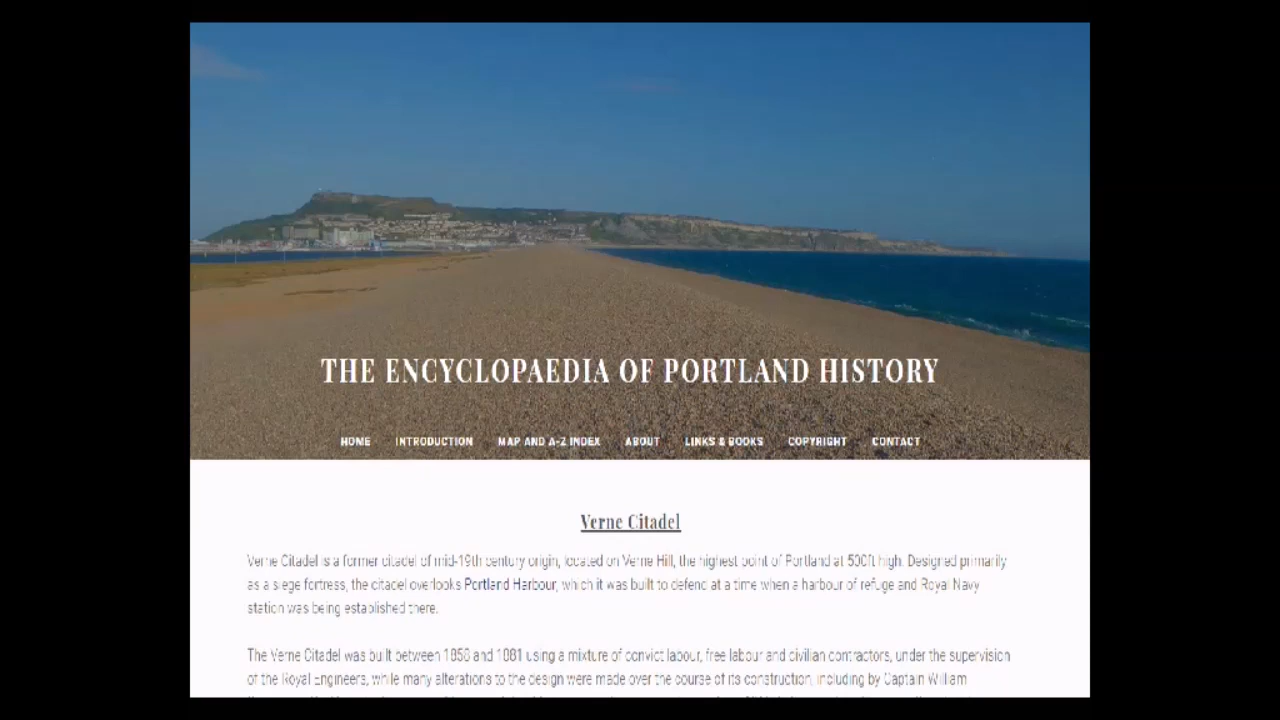 THE ENCYCLOPAEDIA OF PORTLAND HISTORY
HOME INTRODUCTION MAP AND A-Z INDEX ABOUT LINKS & BOOKS COPYRIGHT CONTACT
Verne Citadel
Verne Citadel is a former citadel of mid-19th century origin, located on Verne Hill, the highest point of Portland at 500ft high. Designed primarily
as a siege fortress, the citadel overlooks Portland Harbour, which it was built to defend at a time when a harbour of refuge and Royal Navy
station was being established there.
The Verne Citadel was built between 1858 and 1881 using a mixture of convict labour, free labour and civilian contractors, under the supervision
of the Royal Engineers, while many alterations to the design were made over the course of its construction, including by Captain William